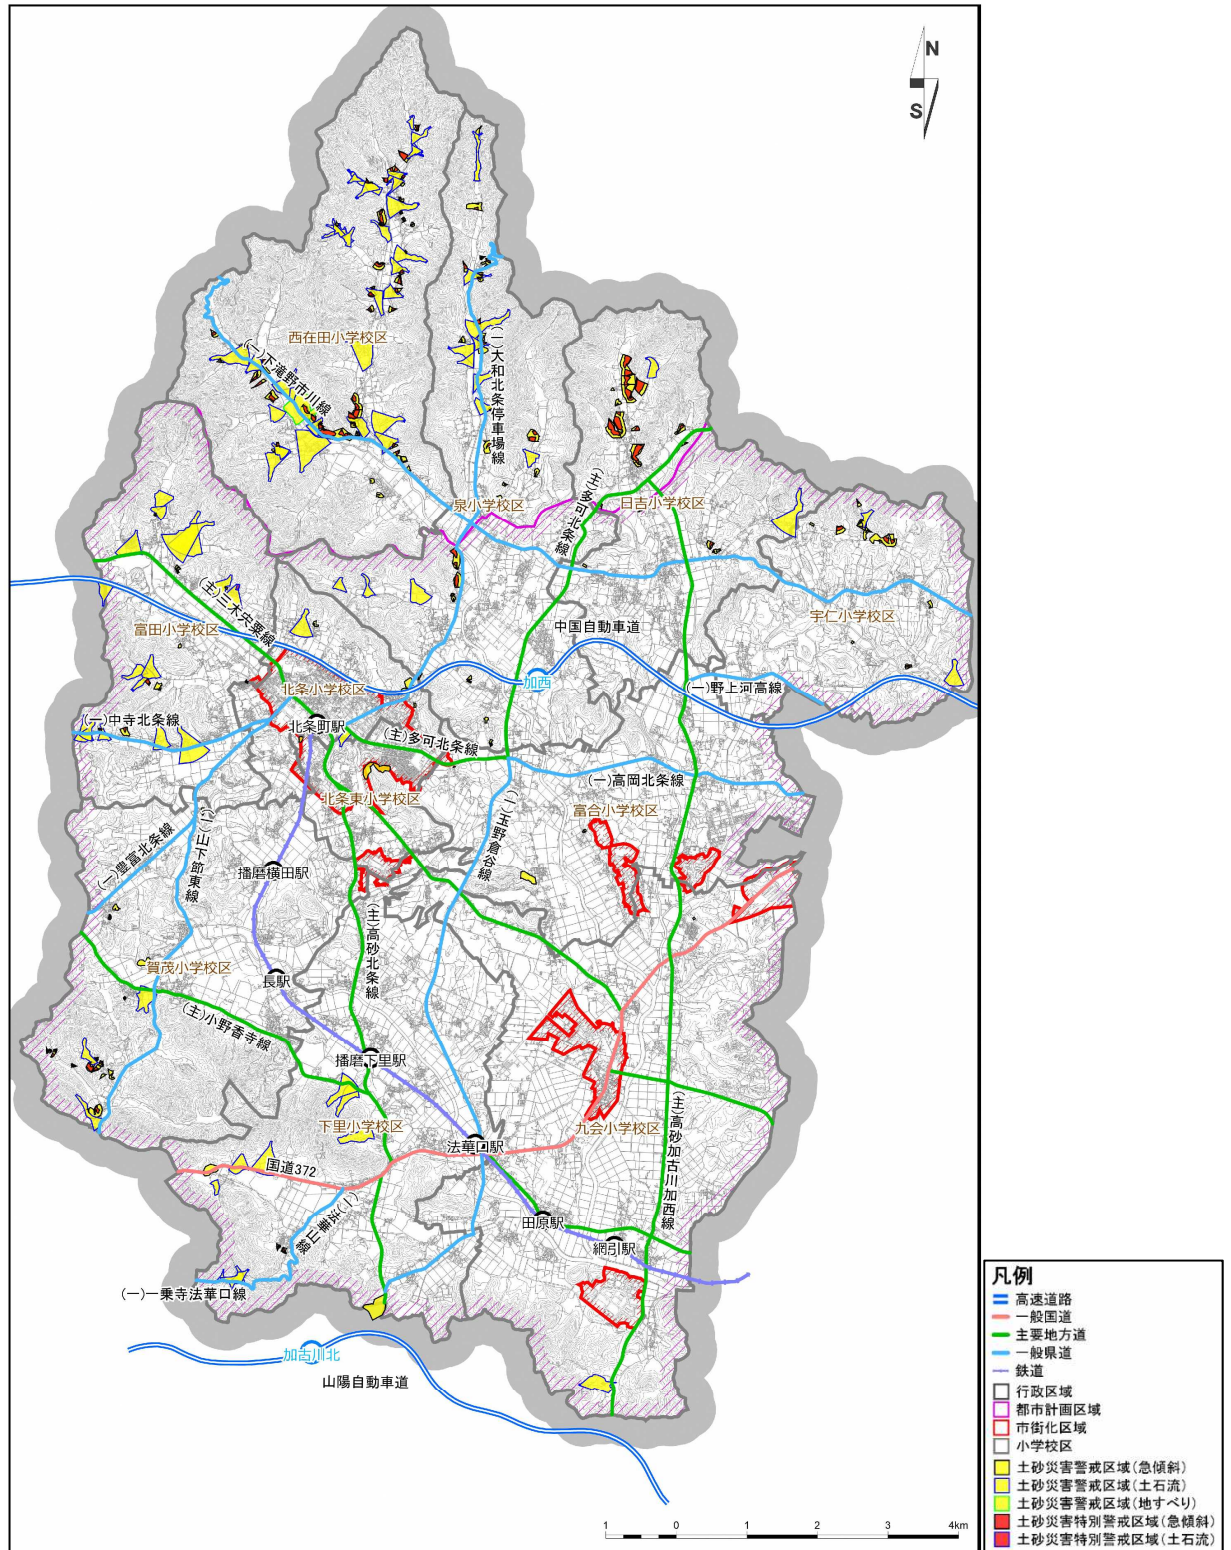 N
S
西在田小学校区
(一)下滝野市川線
(一)大和北条停車場線
泉小学校区
(主)多可北条線
日吉小学校区
宇仁小学校区
中国自動車道
加西
(一)野上河高線
富田小学校区
(主)三木宍粟線
北条小学校区
(一)中寺北条線
北条町駅
(主)多可北条線
(一)高岡北条線
北条東小学校区
富合小学校区
(一)玉野倉谷線
(一)豊富北条線
(一)山下節東線
播磨横田駅
(主)高砂北条線
賀茂小学校区
長駅
(主)小野香寺線
播磨下里駅
下里小学校区
法華口駅
九会小学校区
(主)高砂加古川加西線
国道372
(一)法華山線
田原駅
網引駅
(一)一乗寺法華口線
加古川北
山陽自動車道
凡例
高速道路
一般国道
主要地方道
一般県道
鉄道
行政区域
都市計画区域
市街化区域
小学校区
土砂災害警戒区域(急傾斜)
土砂災害警戒区域(土石流)
土砂災害警戒区域(地すべり)
土砂災害特別警戒区域(急傾斜)
土砂災害特別警戒区域(土石流)
1 0 1 2 3 4km